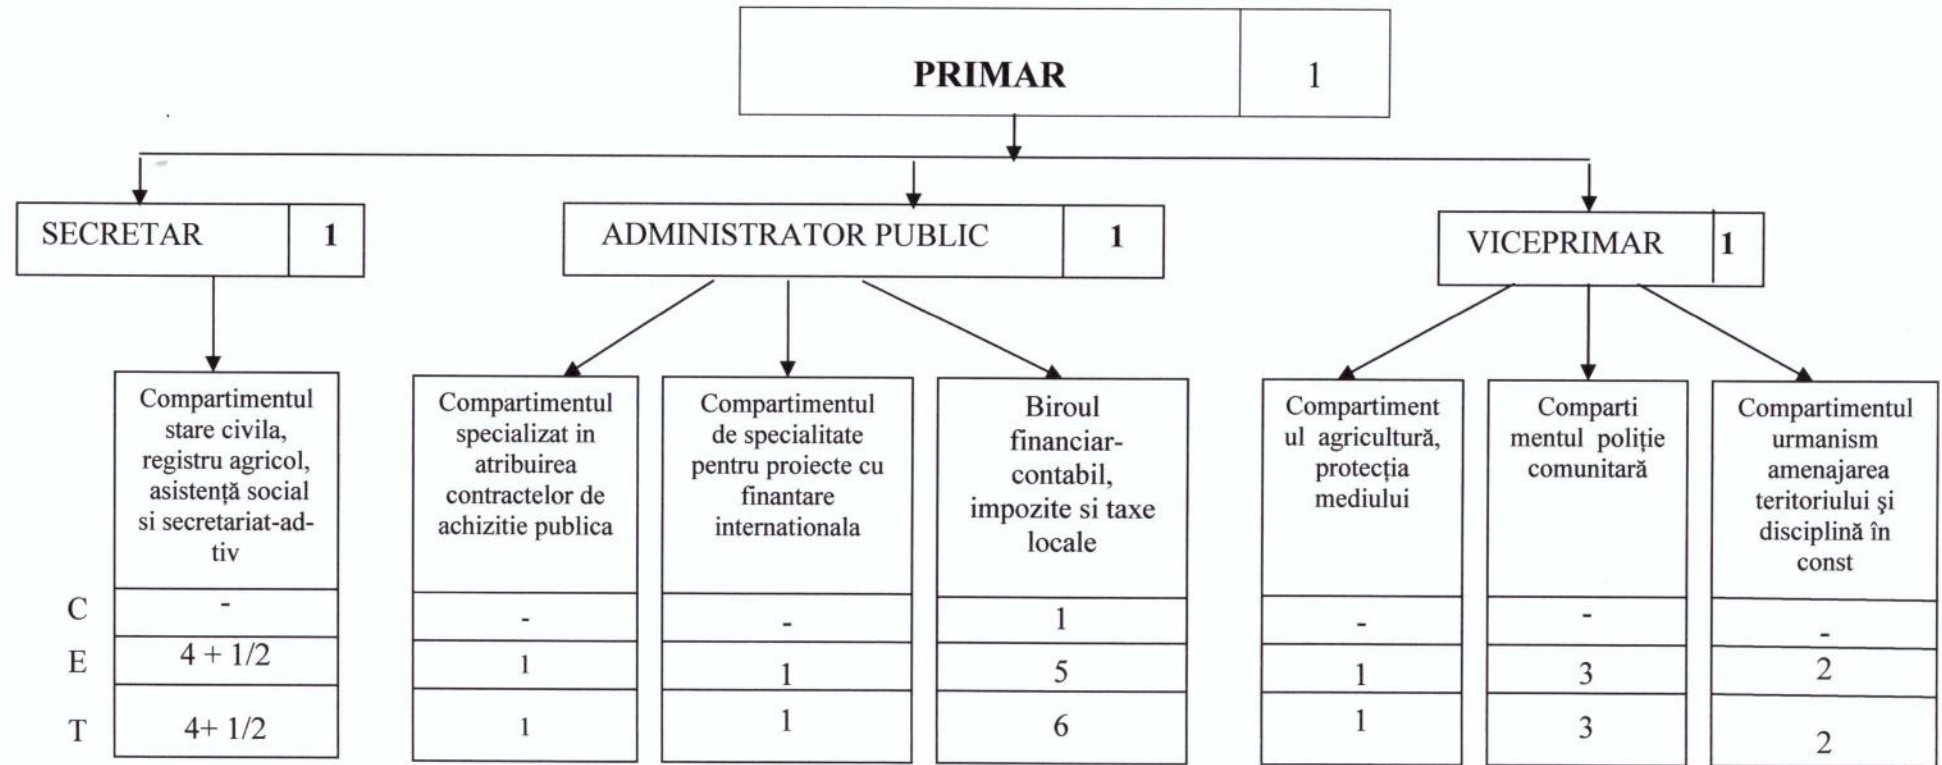 PRIMAR 1
SECRETAR 1
ADMINISTRATOR PUBLIC 1
VICEPRIMAR 1
Compartimentul
stare civila,
registru agricol,
asistență social
si secretariat-ad-
tiv
Compartimentul
specializat in
atribuirea
contractelor de
achizitie publica
Compartimentul
de specialitate
pentru proiecte cu
finantare
internationala
Biroul
financiar-
contabil,
impozite si taxe
locale
Compartiment
ul agricultură,
protecția
mediului
Comparti
mentul poliție
comunitară
Compartimentul
urmanism
amenajarea
teritoriului și
disciplină în
const
C - - - 1 - - -
E 4 + 1/2 1 1 5 1 3 2
T 4+ 1/2 1 1 6 1 3 2